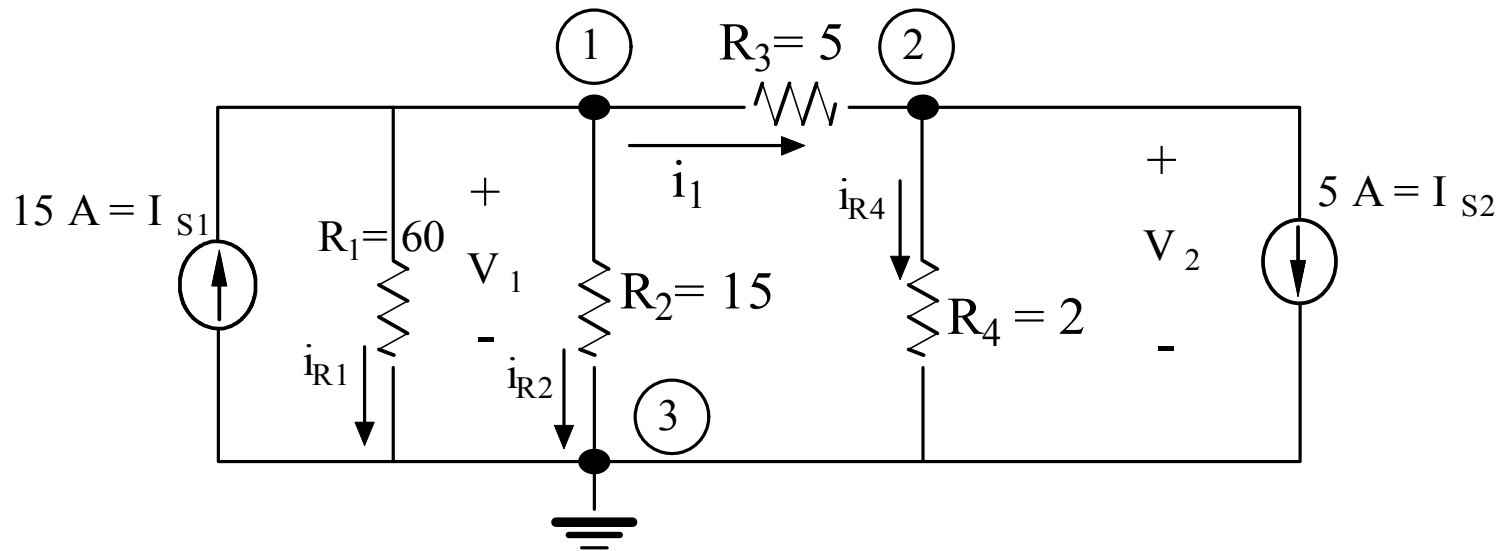 1
R3= 5
2
15 A = I S1
R1= 60
+
V 1
-
iR1
iR2
R2= 15
i1
iR4
R4 = 2
+
V 2
-
5 A = I S2
3